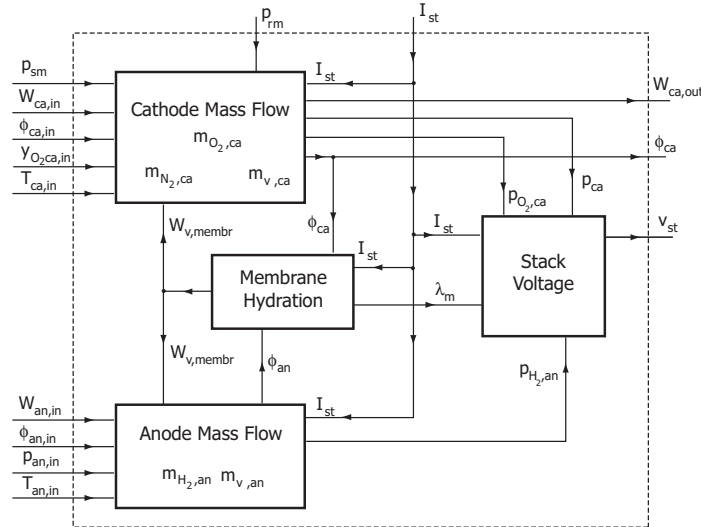 p_rm
I_st
p_sm
I_st
W_ca,in
Cathode Mass Flow
W_ca,out
ϕ_ca,in
m_O₂,ca
y_O₂ca,in
m_N₂,ca
m_v,ca
ϕ_ca
T_ca,in
p_O₂,ca
p_ca
W_v,membr
ϕ_ca
I_st
v_st
I_st
Membrane
Hydration
λ_m
Stack
Voltage
W_v,membr
ϕ_an
p_H₂,an
W_an,in
I_st
ϕ_an,in
Anode Mass Flow
p_an,in
m_H₂,an
m_v,an
T_an,in